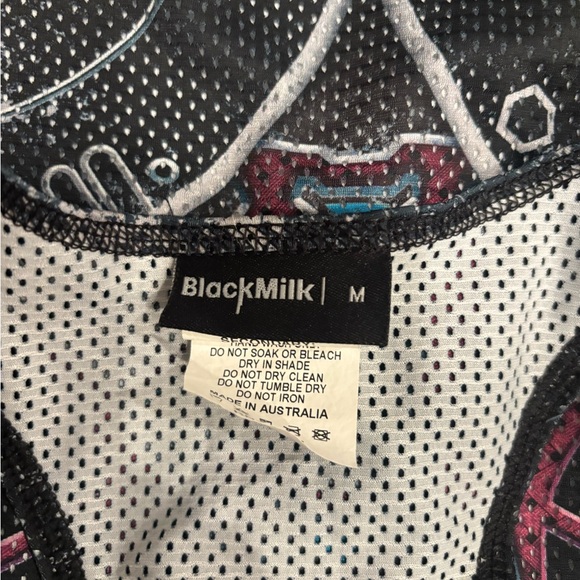 BlackMilk| M
DO NOT SOAK OR BLEACH
DRY IN SHADE
DO NOT DRY CLEAN
DO NOT TUMBLE DRY
DO NOT IRON
MADE IN AUSTRALIA